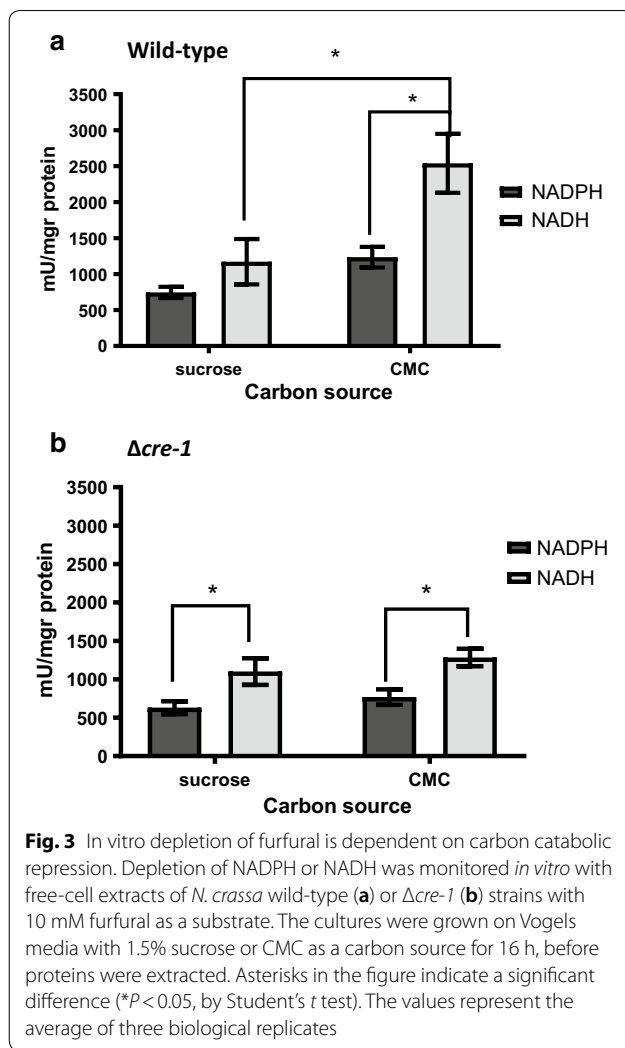 a Wild-type
*
*
3500
3000
2500
2000
1500
1000
500
0
mU/mgr protein
NADPH
NADH
sucrose CMC
Carbon source
b Δcre-1
3500
3000
2500
2000
1500
1000
500
0
mU/mgr protein
* *
NADPH
NADH
sucrose CMC
Carbon source
Fig. 3 In vitro depletion of furfural is dependent on carbon catabolic
repression. Depletion of NADPH or NADH was monitored in vitro with
free-cell extracts of N. crassa wild-type (a) or Δcre-1 (b) strains with
10 mM furfural as a substrate. The cultures were grown on Vogels
media with 1.5% sucrose or CMC as a carbon source for 16 h, before
proteins were extracted. Asterisks in the figure indicate a significant
difference (*P < 0.05, by Student's t test). The values represent the
average of three biological replicates